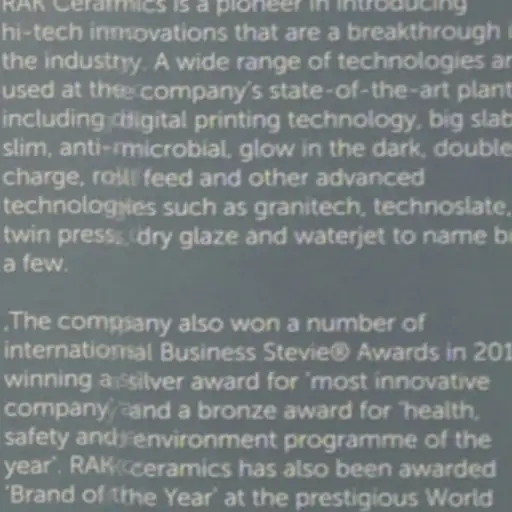 RAK Ceramics is a pioneer in introducing
hi-tech innovations that are a breakthrough
the industry. A wide range of technologies ar
used at the company's state-of-the-art plant
including digital printing technology, big slab
slim, anti-microbial, glow in the dark, double
charge, roll feed and other advanced
technologies such as granitech, technoslate,
twin press, dry glaze and waterjet to name b
a few.
.The company also won a number of
international Business Stevie® Awards in 201
winning a silver award for 'most innovative
company' and a bronze award for 'health,
safety and environment programme of the
year'. RAK ceramics has also been awarded
'Brand of the Year' at the prestigious World